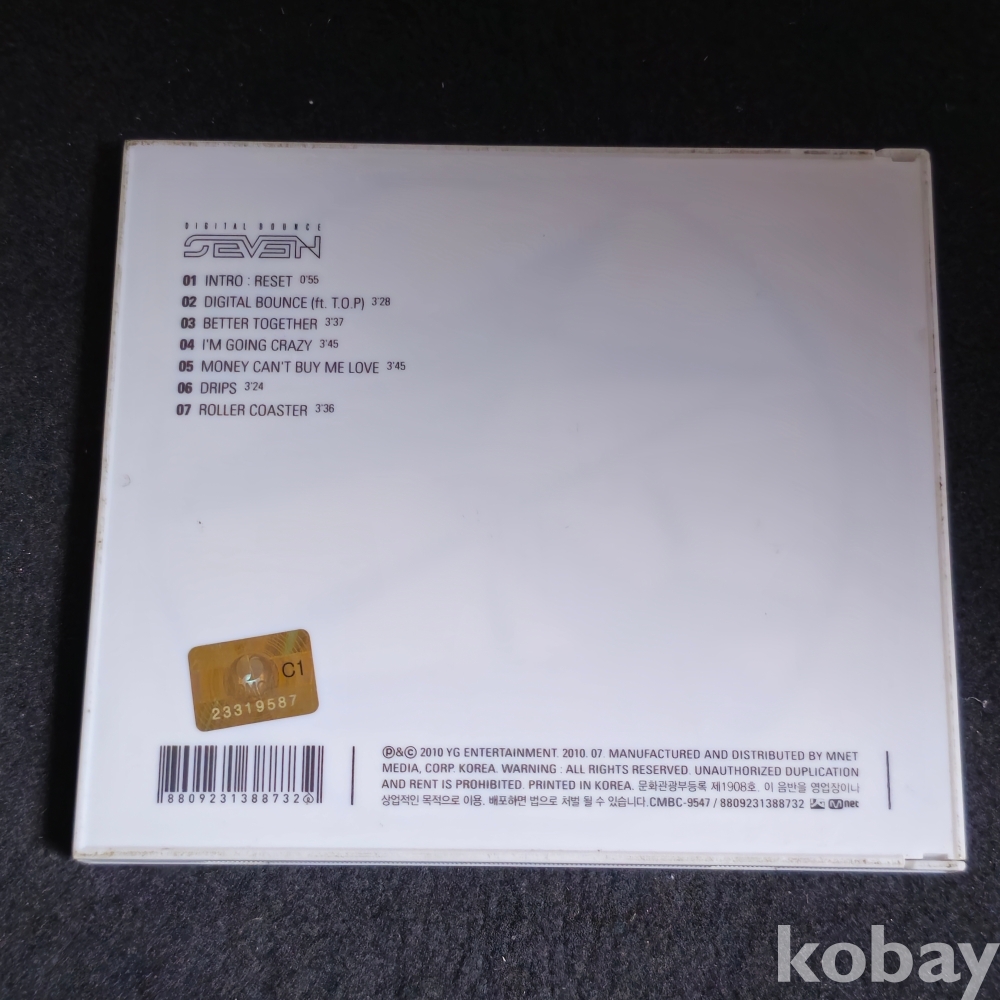 DIGITAL BOUNCE
SEVEN
01 INTRO : RESET 0'55
02 DIGITAL BOUNCE (ft. T.O.P) 3'28
03 BETTER TOGETHER 3'37
04 I'M GOING CRAZY 3'45
05 MONEY CAN'T BUY ME LOVE 3'45
06 DRIPS 3'24
07 ROLLER COASTER 3'36
C1
23319587
8809231388732
Ⓟ&ⓒ 2010 YG ENTERTAINMENT. 2010. 07. MANUFACTURED AND DISTRIBUTED BY MNET
MEDIA, CORP. KOREA. WARNING : ALL RIGHTS RESERVED. UNAUTHORIZED DUPLICATION
AND RENT IS PROHIBITED. PRINTED IN KOREA. 문화관광부등록 제1908호. 이 음반을 영업장이나
상업적인 목적으로 이용. 배포하면 법으로 처벌 될 수 있습니다. CMBC-9547 / 8809231388732 YG Mnet
kobay